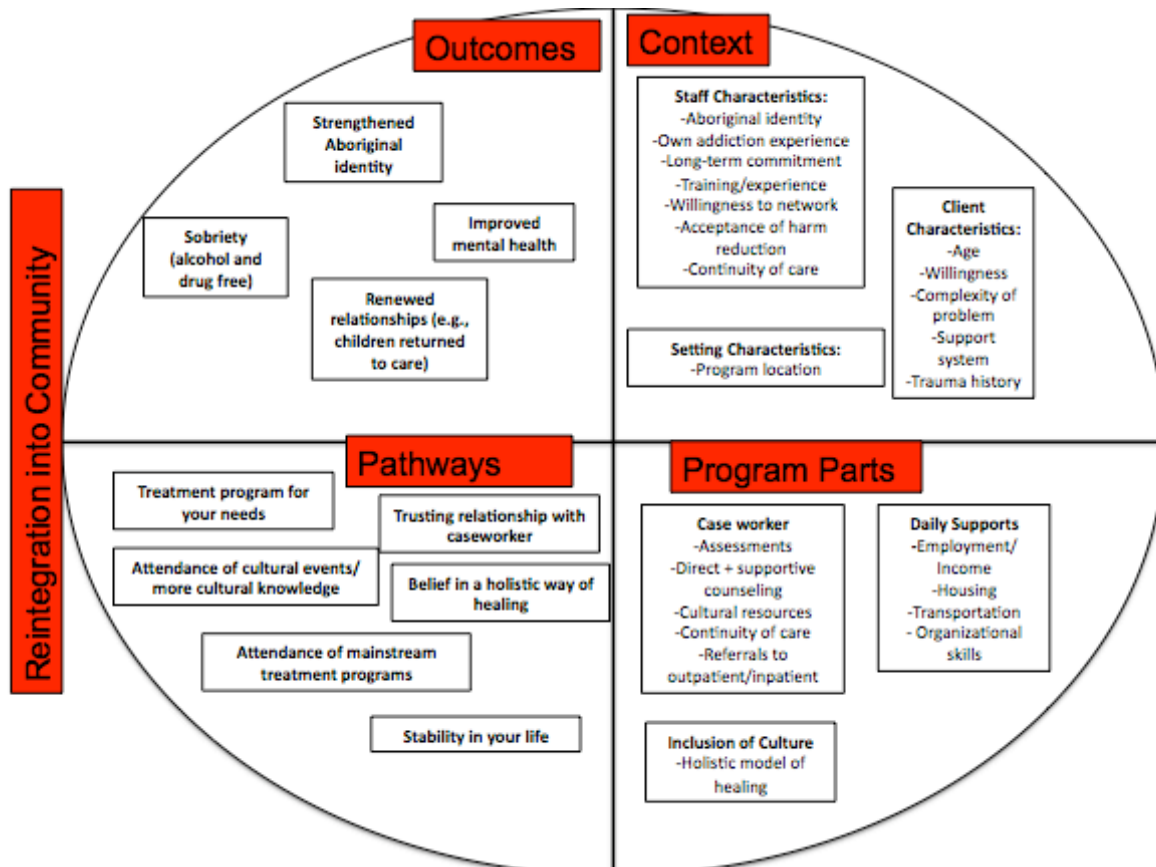 Outcomes
Strengthened
Aboriginal
identity
Sobriety
(alcohol and
drug free)
Improved
mental health
Renewed
relationships (e.g.,
children returned
to care)
Context
Staff Characteristics:
-Aboriginal identity
-Own addiction experience
-Long-term commitment
-Training/experience
-Willingness to network
-Acceptance of harm
reduction
-Continuity of care
Client
Characteristics:
-Age
-Willingness
-Complexity of
problem
-Support
system
-Trauma history
Setting Characteristics:
-Program location
Reintegration into Community
Pathways
Treatment program for
your needs
Trusting relationship with
caseworker
Attendance of cultural events/
more cultural knowledge
Belief in a holistic way of
healing
Attendance of mainstream
treatment programs
Stability in your life
Program Parts
Case worker
-Assessments
-Direct + supportive
counseling
-Cultural resources
-Continuity of care
-Referrals to
outpatient/inpatient
Daily Supports
-Employment/
Income
-Housing
-Transportation
- Organizational
skills
Inclusion of Culture
-Holistic model of
healing